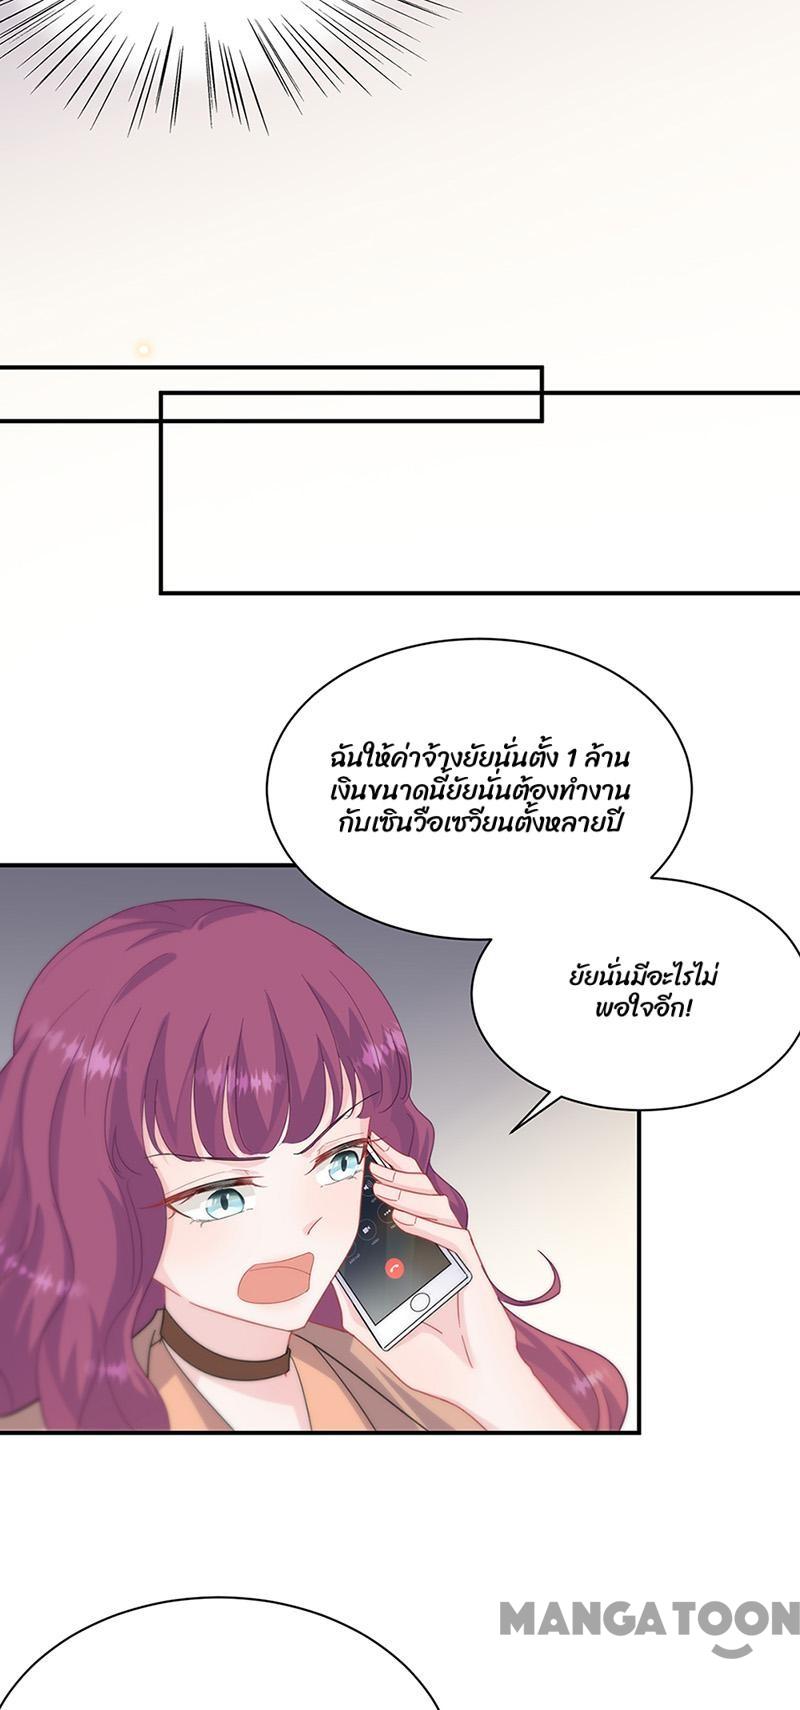 ฉันให้ค่าจ้างยัยนั่นตั้ง 1 ล้าน
เงินขนาดนี้ยัยนั่นต้องทำงาน
กับเซินวือเซวียนตั้งหลายปี
ยัยนั่นมีอะไรไม่
พอใจอีก!
MANGATOON